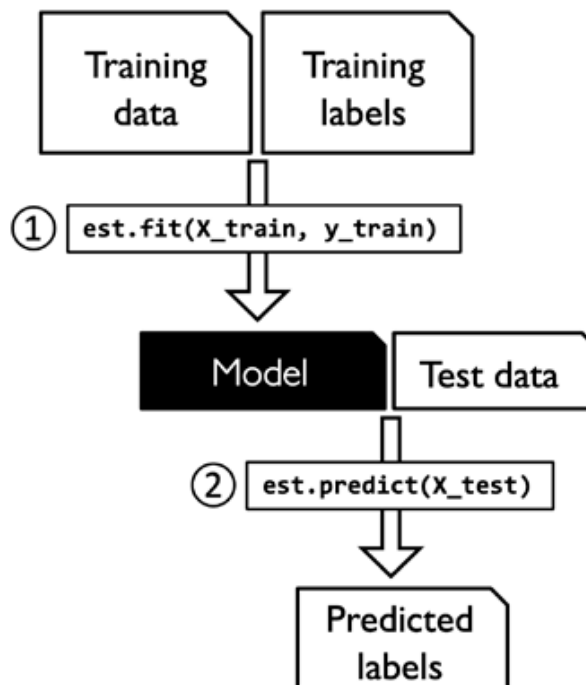 Training
data
Training
labels
① est.fit(X_train, y_train)
Model
Test data
② est.predict(X_test)
Predicted
labels